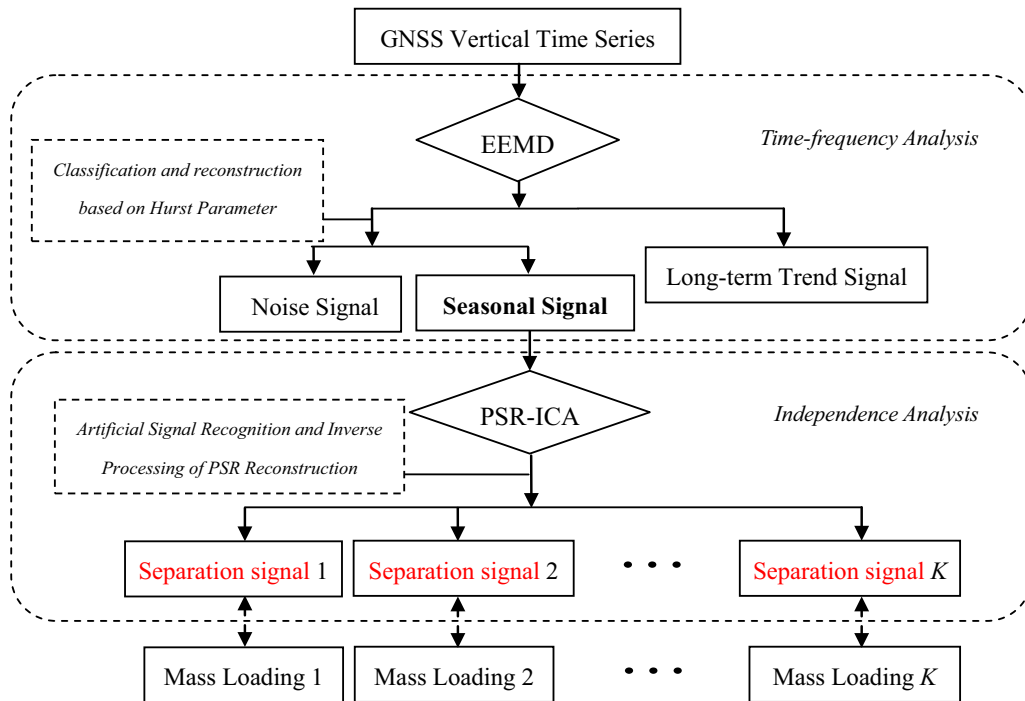 GNSS Vertical Time Series
EEMD
Time-frequency Analysis
Classification and reconstruction
based on Hurst Parameter
Noise Signal
Seasonal Signal
Long-term Trend Signal
PSR-ICA
Independence Analysis
Artificial Signal Recognition and Inverse
Processing of PSR Reconstruction
Separation signal 1
Separation signal 2
• • •
Separation signal K
Mass Loading 1
Mass Loading 2
• • •
Mass Loading K